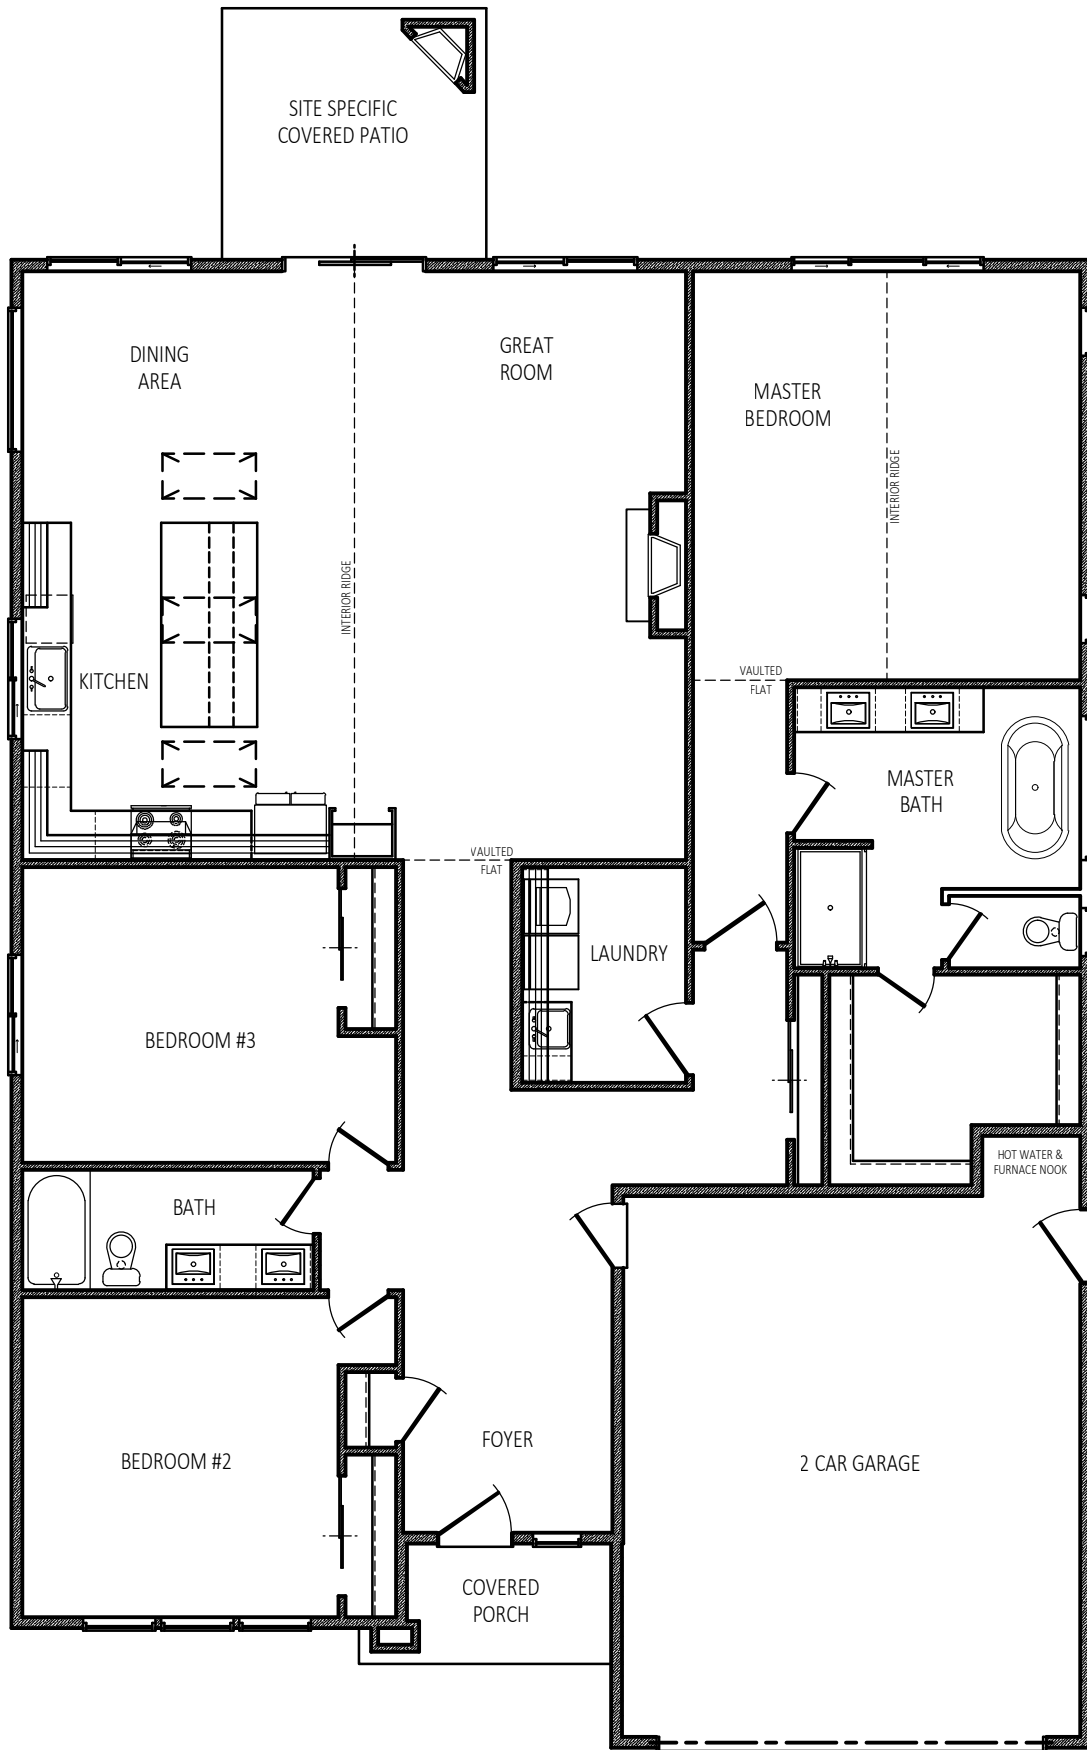 SITE SPECIFIC
COVERED PATIO
DINING
AREA
GREAT
ROOM
MASTER
BEDROOM
INTERIOR RIDGE
INTERIOR RIDGE
KITCHEN
VAULTED
FLAT
MASTER
BATH
VAULTED
FLAT
LAUNDRY
BEDROOM #3
HOT WATER &
FURNACE NOOK
BATH
FOYER
BEDROOM #2
2 CAR GARAGE
COVERED
PORCH